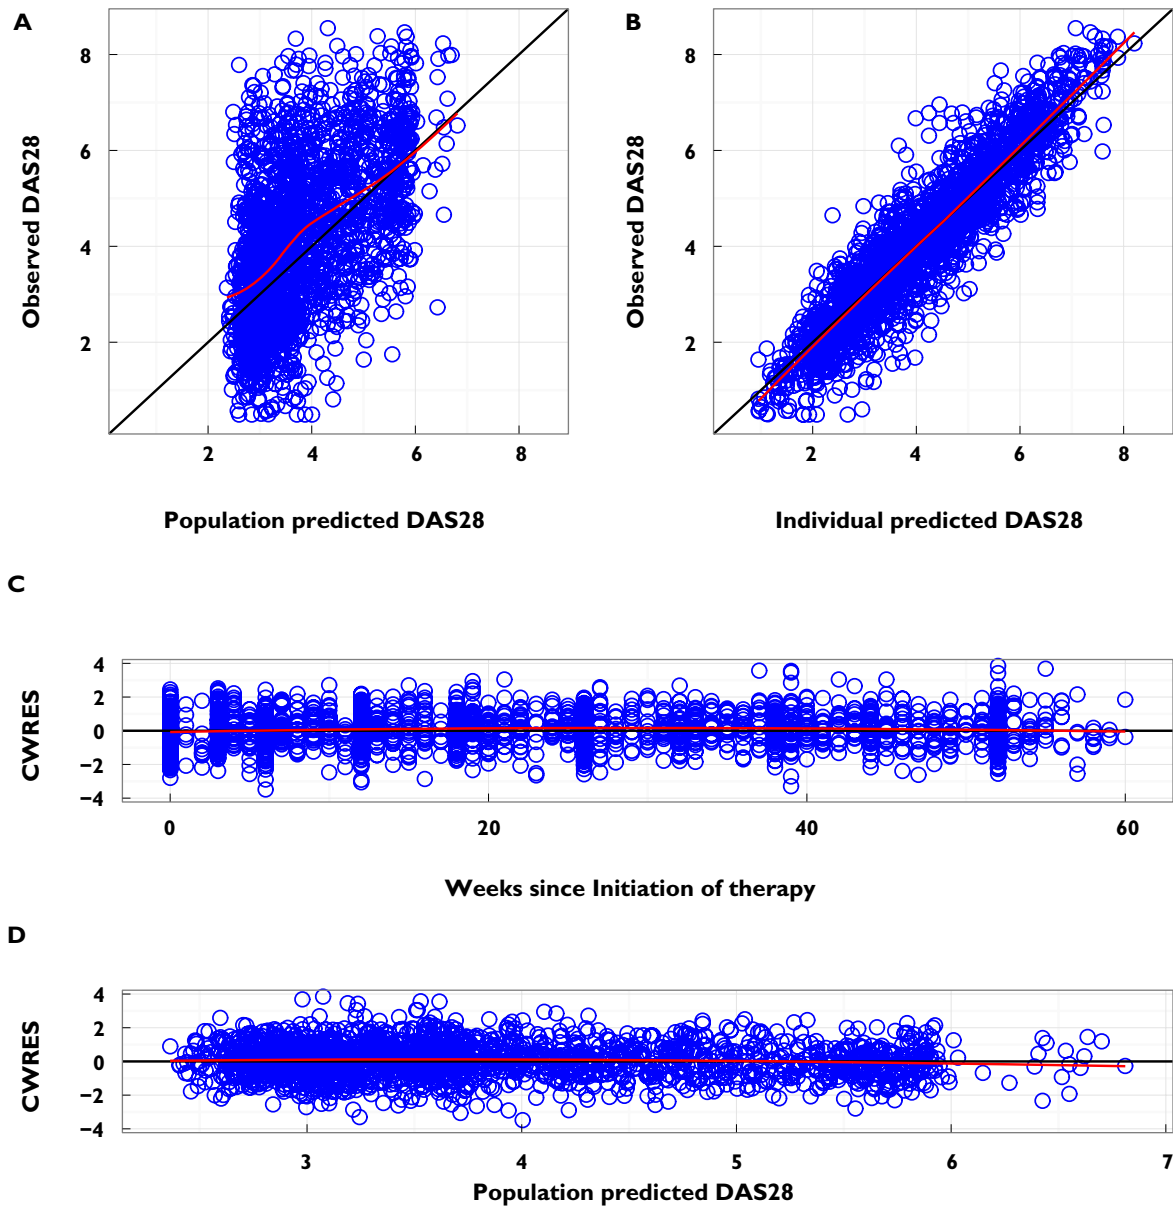 A
B
8
6
4
2
Observed DAS28
2 4 6 8
Population predicted DAS28
8
6
4
2
Observed DAS28
2 4 6 8
Individual predicted DAS28
C
4
2
0
−2
−4
CWRES
0 20 40 60
Weeks since Initiation of therapy
D
4
2
0
−2
−4
CWRES
3 4 5 6 7
Population predicted DAS28